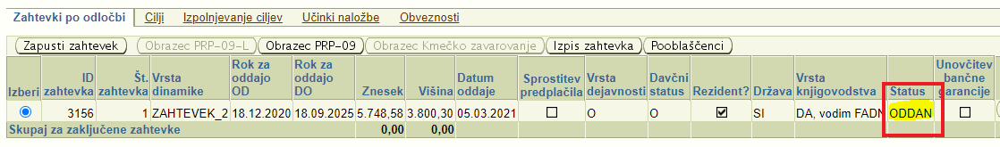 Zahtevki po odločbi Cilji Izpolnjevanje ciljev Učinki naložbe Obveznosti
Zapusti zahtevek Obrazec PRP-09-L Obrazec PRP-09 Obrazec Kmečko zavarovanje Izpis zahtevka Pooblaščenci
Izberi ID zahtevka Št. zahtevka Vrsta dinamike Rok za oddajo OD Rok za oddajo DO Znesek Višina Datum oddaje Sprostitev predplačila Vrsta dejavnosti Davčni status Rezident? Država Vrsta knjigovodstva Status Unovčitev bančne garancije
3156 1 ZAHTEVEK_2 18.12.2020 18.09.2025 5.748,58 3.800,30 05.03.2021 O O SI DA, vodim FADN ODDAN
Skupaj za zaključene zahtevke 0,00 0,00